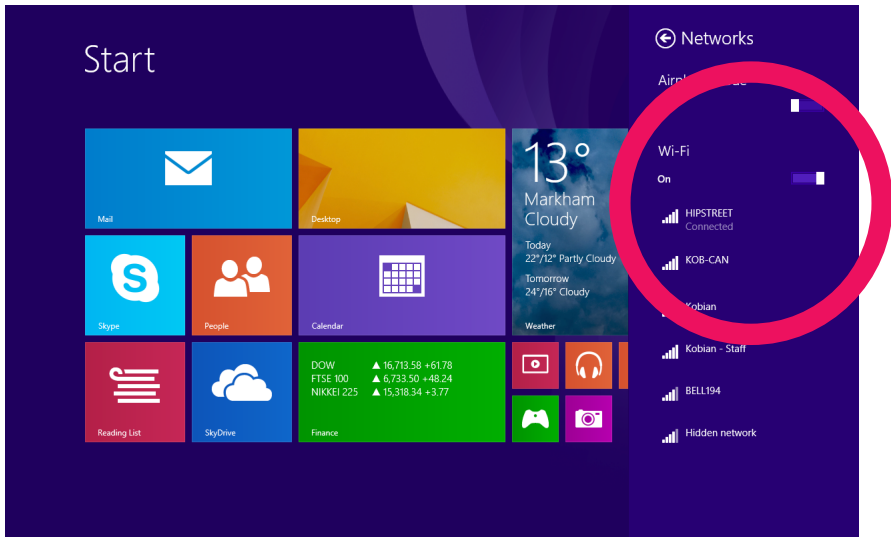 Start
Mail
Desktop
13°
Markham
Cloudy
Today
22°/12° Partly Cloudy
Tomorrow
24°/16° Cloudy
Weather
Skype
People
Calendar
Reading List
SkyDrive
DOW ▲ 16,713.58 +61.78
FTSE 100 ▲ 6,733.50 +48.24
NIKKEI 225 ▲ 15,318.34 +3.77
Finance
Networks
Wi-Fi
On
HIPSTREET
Connected
KOB-CAN
Kobian
Kobian - Staff
BELL194
Hidden network